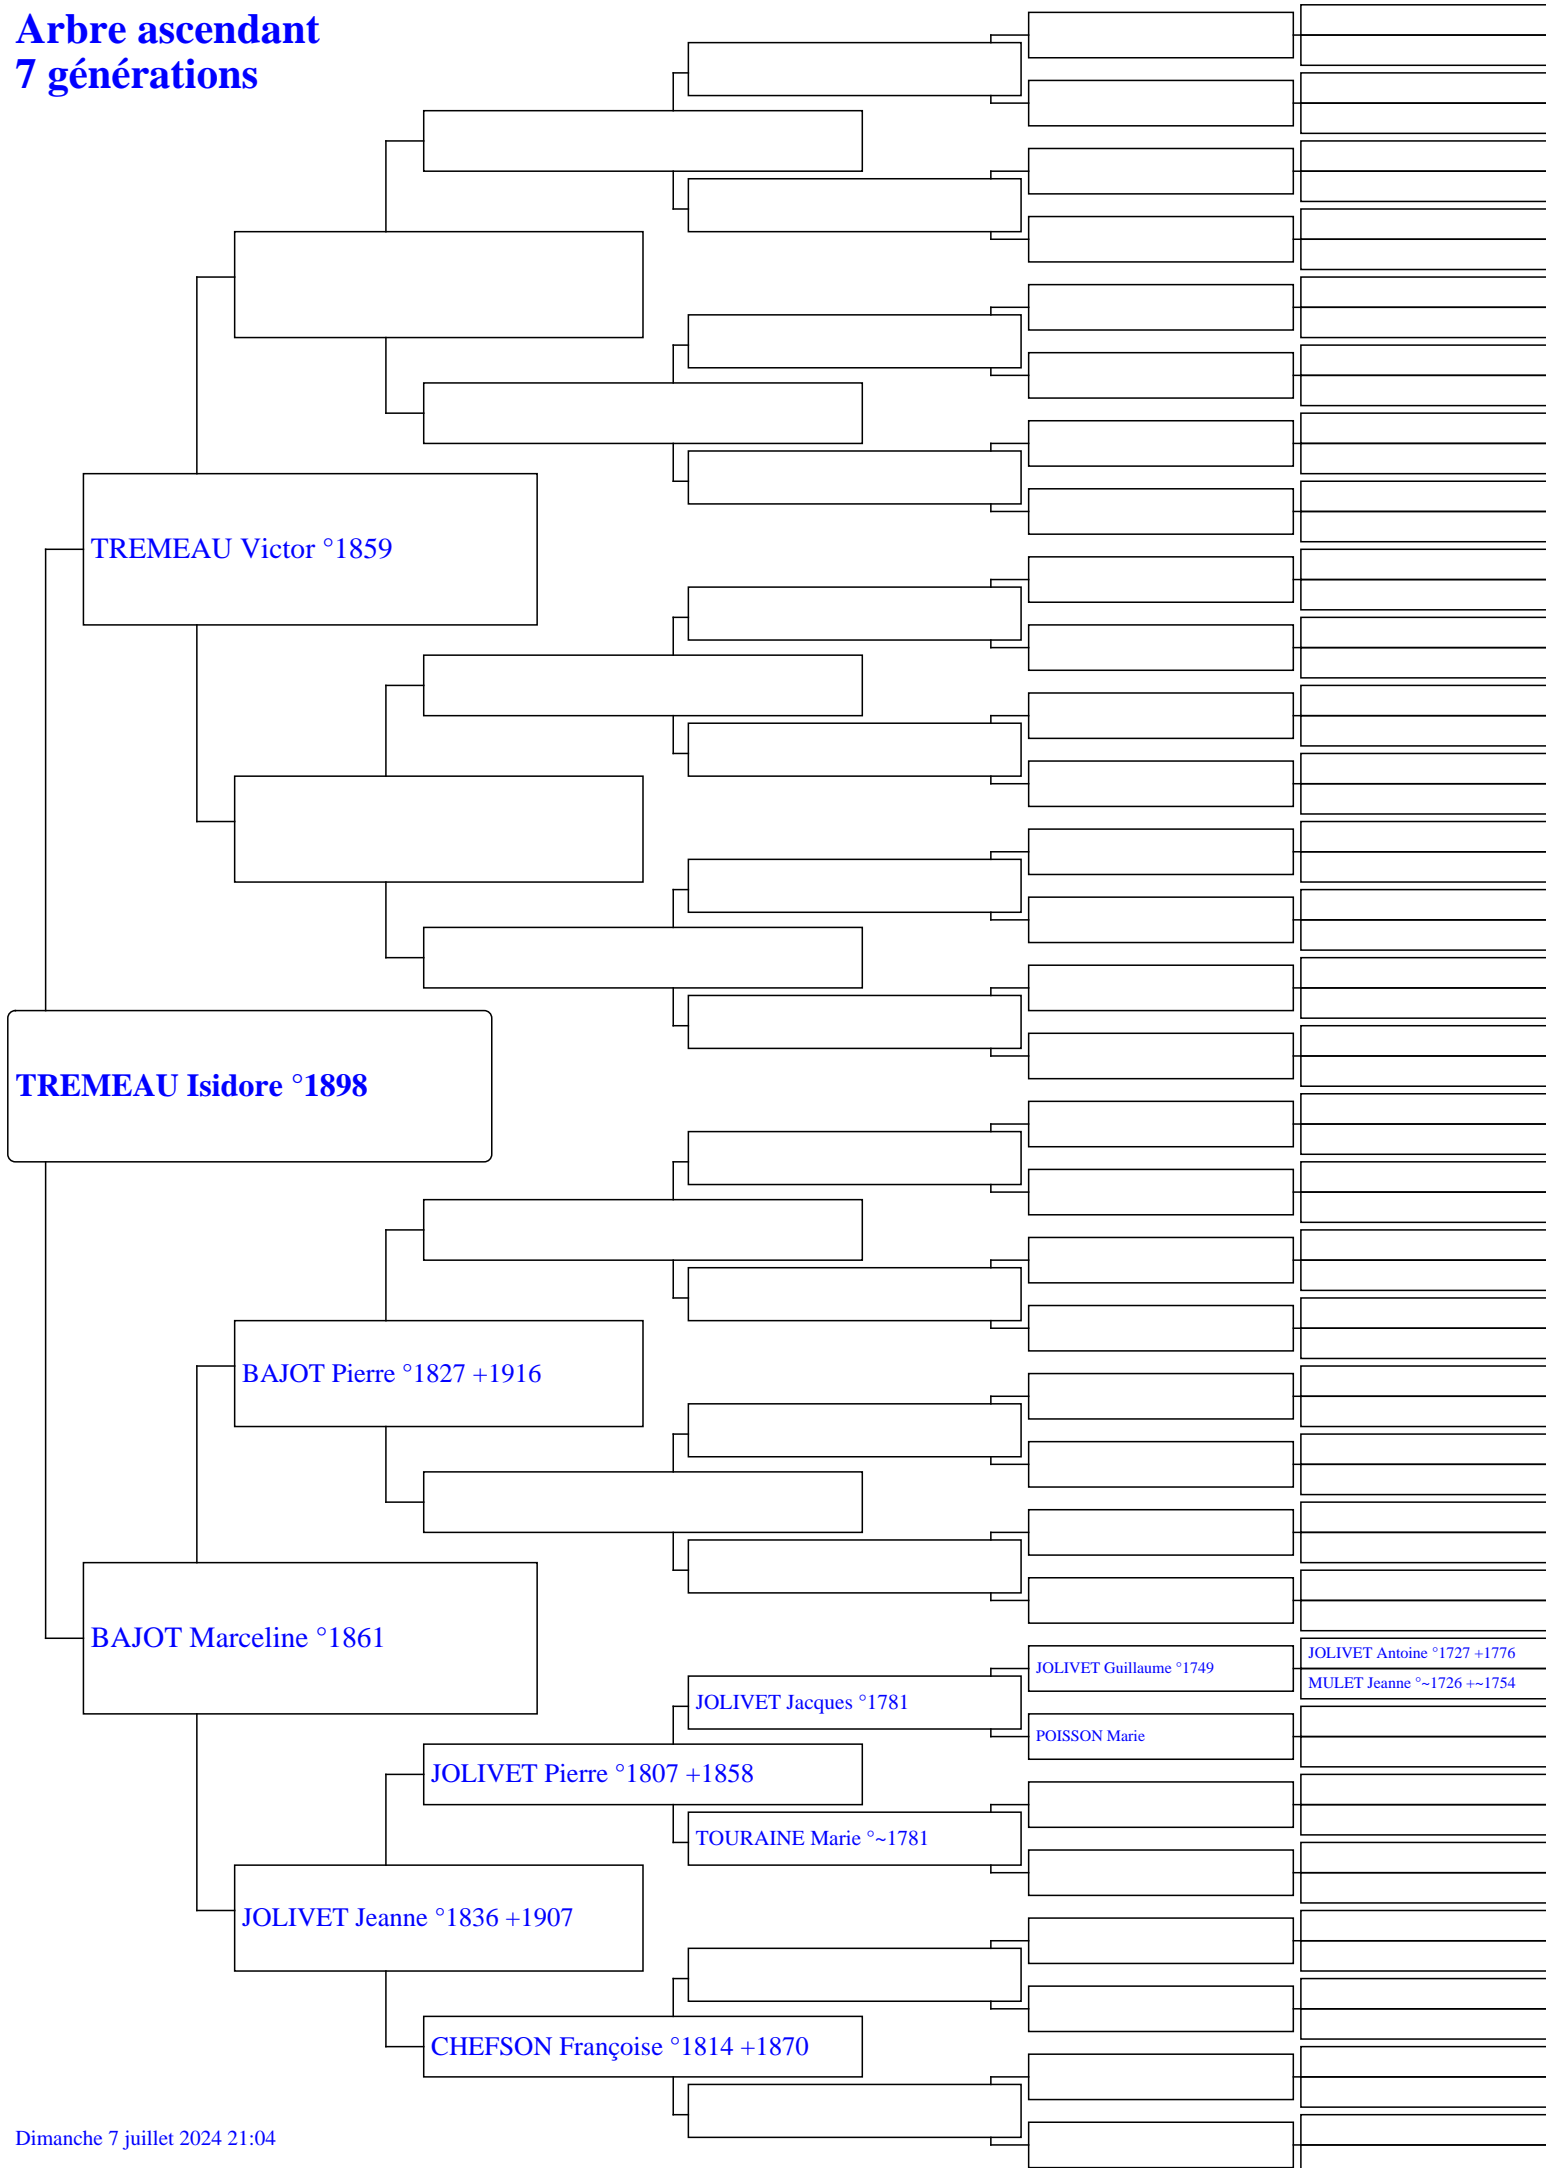 Arbre ascendant
7 générations
TREMEAU Victor °1859
TREMEAU Isidore °1898
BAJOT Pierre °1827 +1916
BAJOT Marceline °1861
JOLIVET Antoine °1727 +1776
JOLIVET Guillaume °1749
MULET Jeanne °~1726 +~1754
JOLIVET Jacques °1781
POISSON Marie
JOLIVET Pierre °1807 +1858
TOURAINE Marie °~1781
JOLIVET Jeanne °1836 +1907
CHEFSON Françoise °1814 +1870
Dimanche 7 juillet 2024 21:04